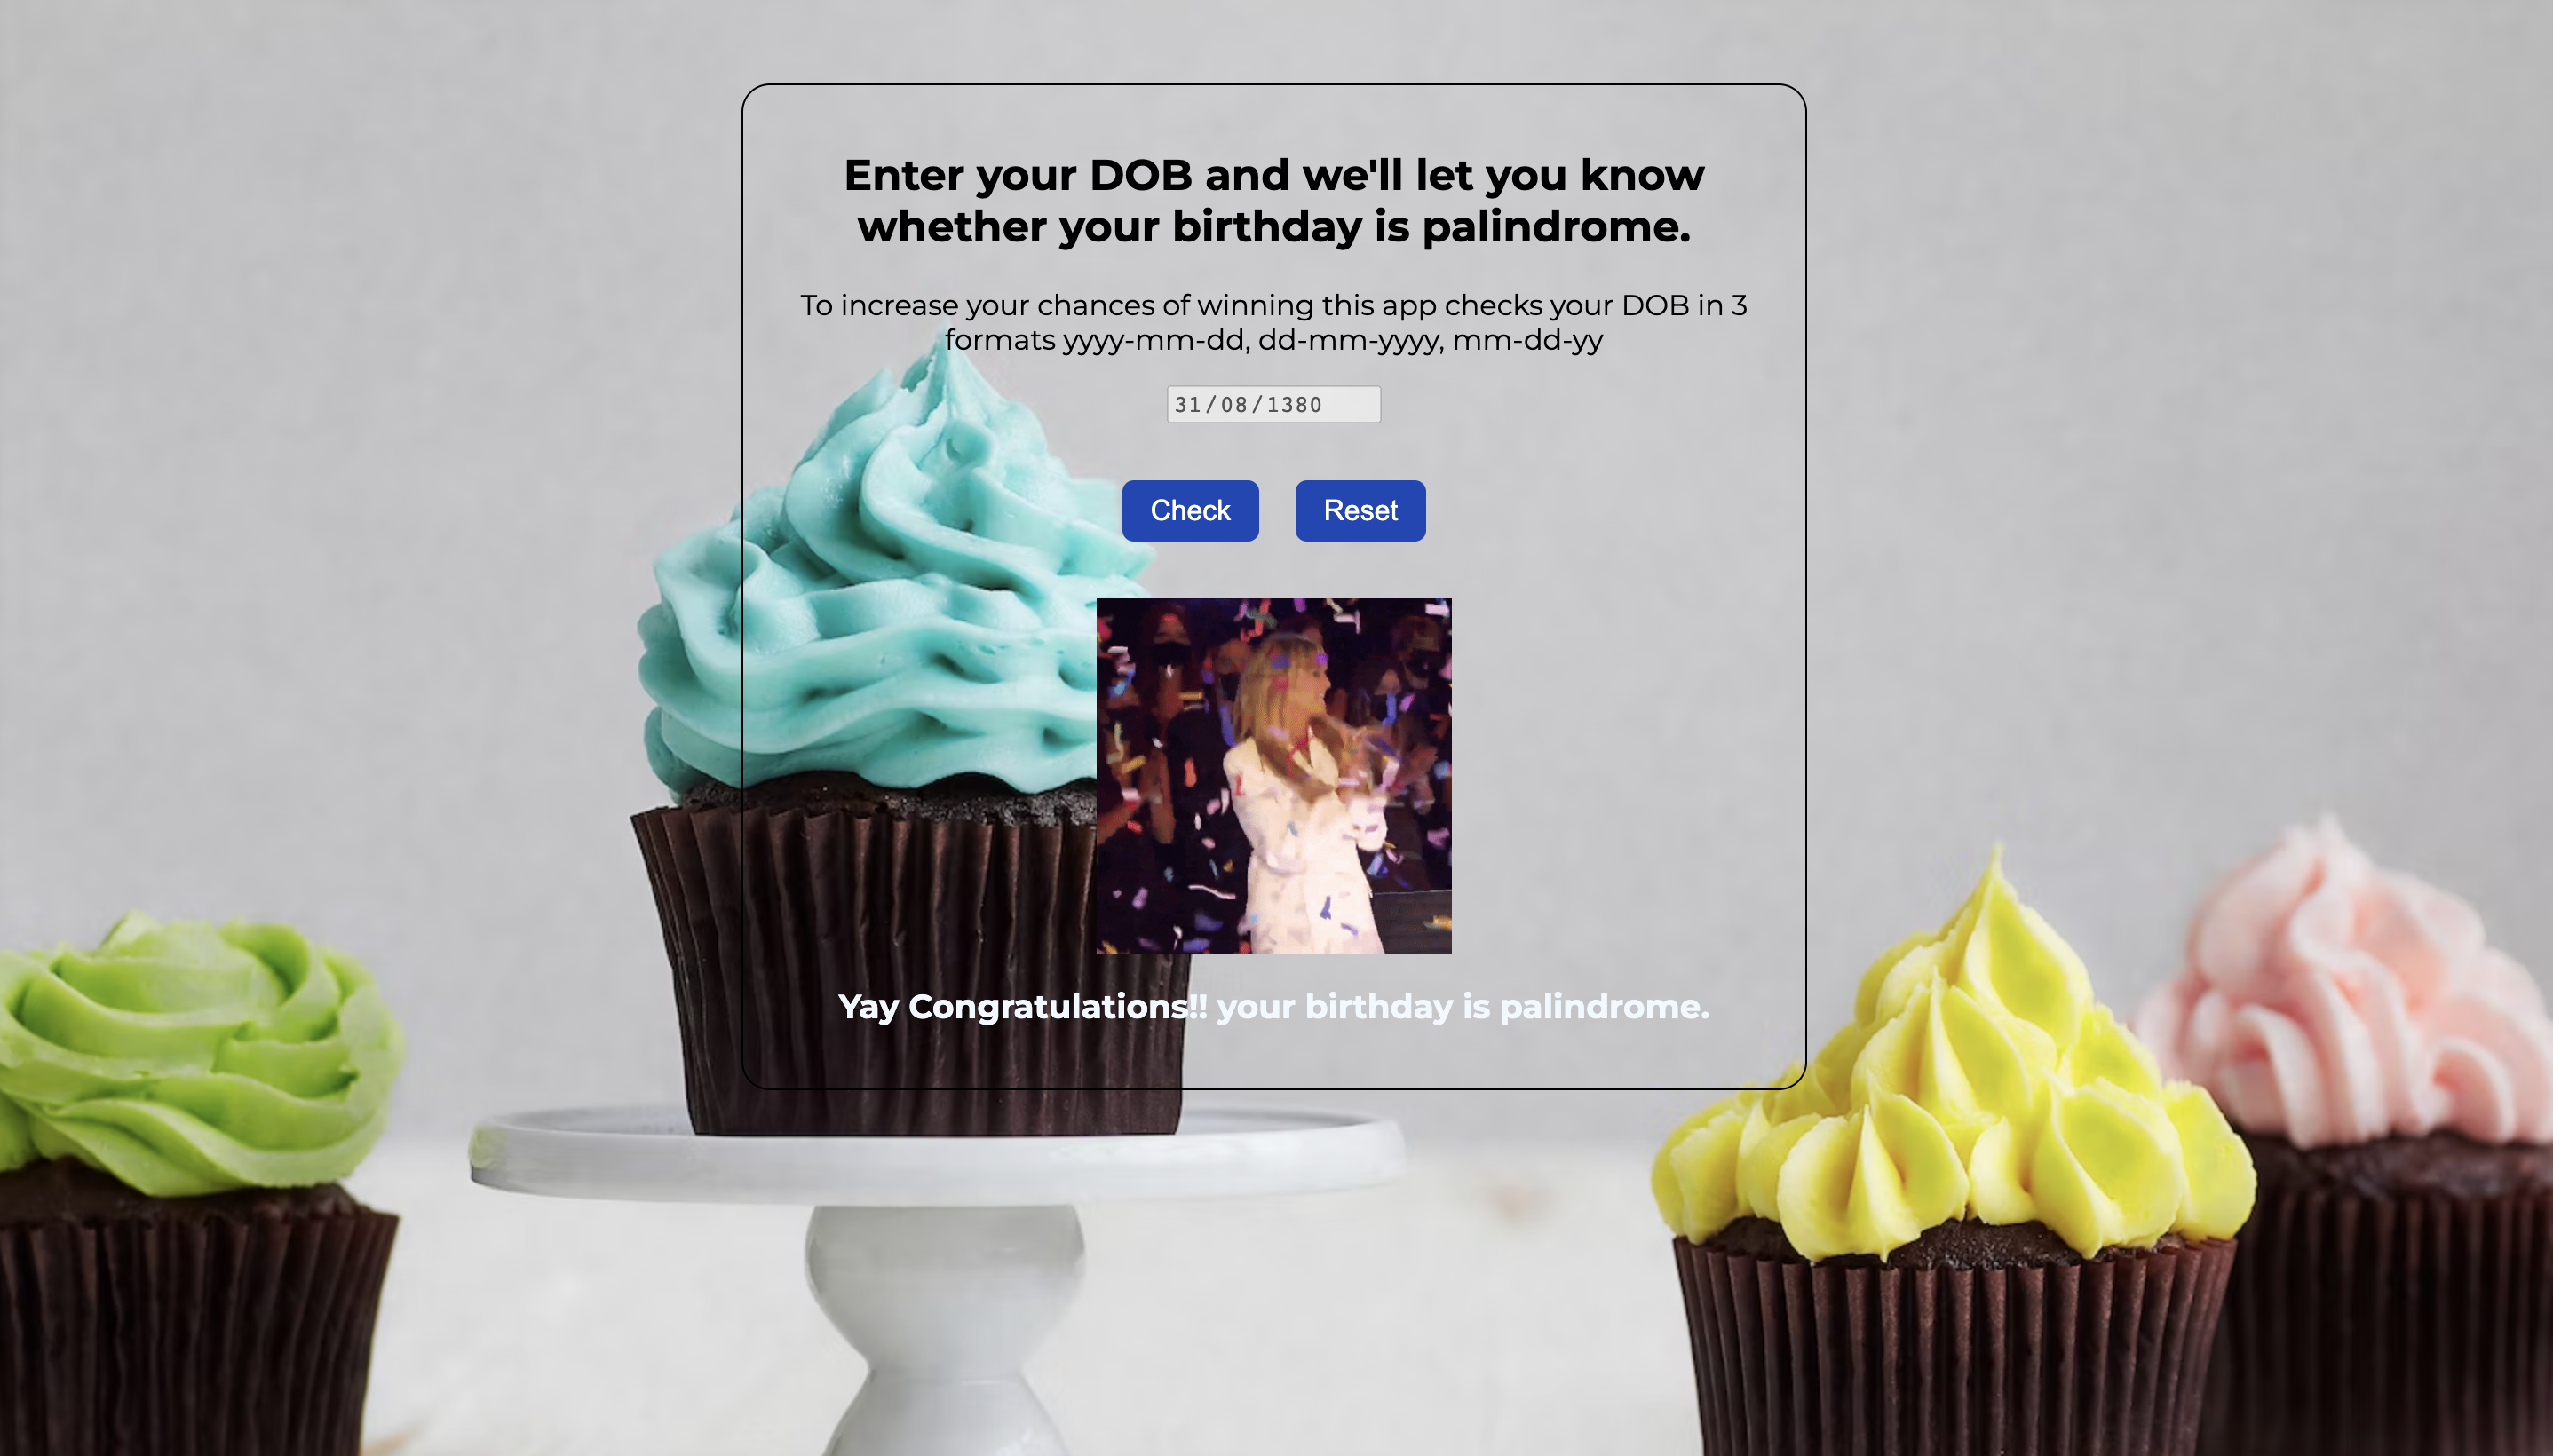 Enter your DOB and we'll let you know
whether your birthday is palindrome.
To increase your chances of winning this app checks your DOB in 3
formats yyyy-mm-dd, dd-mm-yyyy, mm-dd-yy
31/08/1380
Check Reset
Yay Congratulations!! your birthday is palindrome.